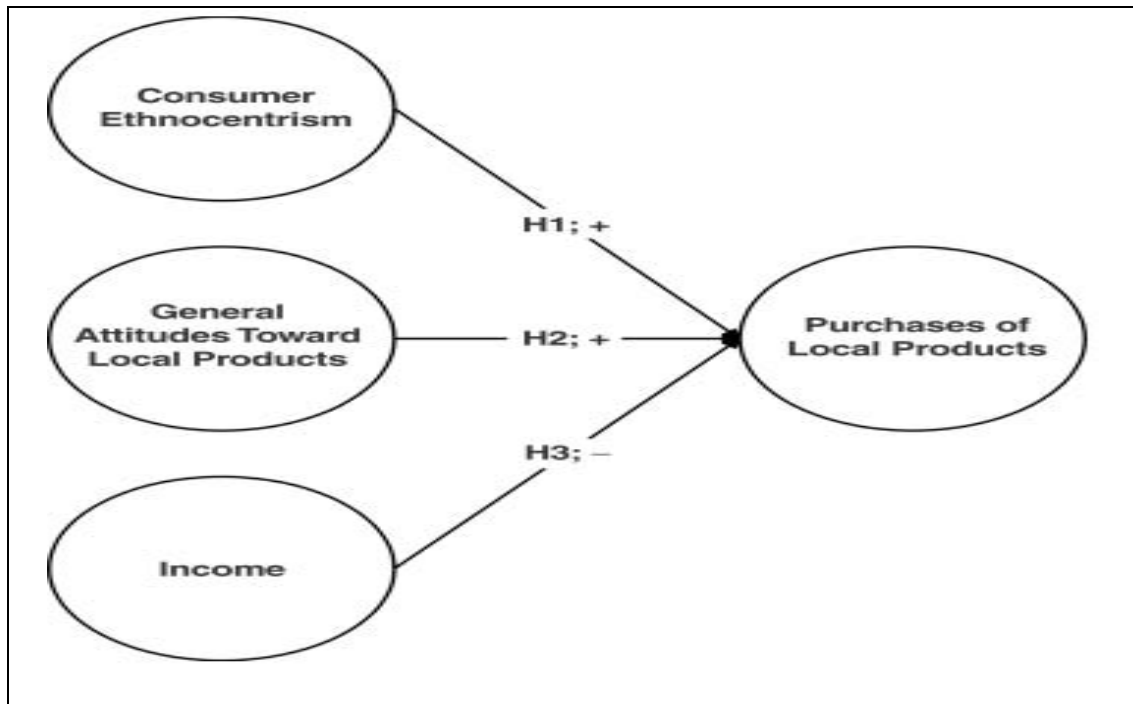 Consumer
Ethnocentrism
H1; +
General
Attitudes Toward
Local Products
H2; +
Purchases of
Local Products
H3; –
Income